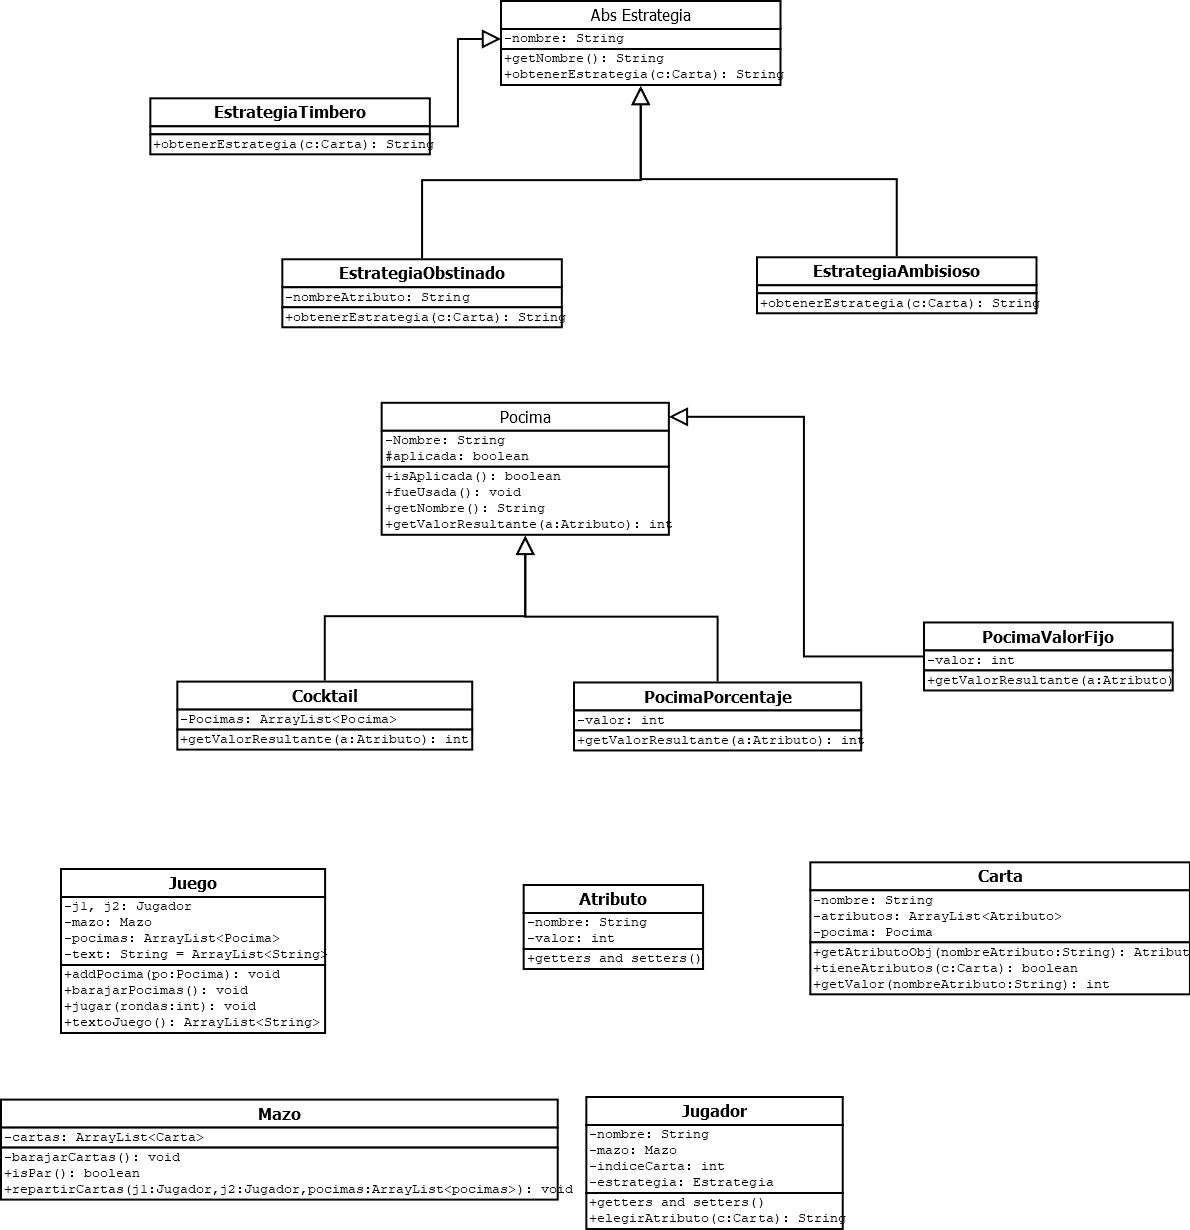 Abs Estrategia
-nombre: String
+getNombre(): String
+obtenerEstrategia(c:Carta): String
EstrategiaTimbero
+obtenerEstrategia(c:Carta): String
EstrategiaObstinado
-nombreAtributo: String
+obtenerEstrategia(c:Carta): String
EstrategiaAmbisioso
+obtenerEstrategia(c:Carta): String
Pocima
-Nombre: String
#aplicada: boolean
+isAplicada(): boolean
+fueUsada(): void
+getNombre(): String
+getValorResultante(a:Atributo): int
PocimaValorFijo
-valor: int
+getValorResultante(a:Atributo)
Cocktail
-Pocimas: ArrayList<Pocima>
+getValorResultante(a:Atributo): int
PocimaPorcentaje
-valor: int
+getValorResultante(a:Atributo): int
Juego
-j1, j2: Jugador
-mazo: Mazo
-pocimas: ArrayList<Pocima>
-text: String = ArrayList<String>
+addPocima(po:Pocima): void
+barajarPocimas(): void
+jugar(rondas:int): void
+textoJuego(): ArrayList<String>
Atributo
-nombre: String
-valor: int
+getters and setters()
Carta
-nombre: String
-atributos: ArrayList<Atributo>
-pocima: Pocima
+getAtributoObj(nombreAtributo:String): Atribut
+tieneAtributos(c:Carta): boolean
+getValor(nombreAtributo:String): int
Mazo
-cartas: ArrayList<Carta>
-barajarCartas(): void
+isPar(): boolean
+repartirCartas(j1:Jugador,j2:Jugador,pocimas:ArrayList<pocimas>): void
Jugador
-nombre: String
-mazo: Mazo
-indiceCarta: int
-estrategia: Estrategia
+getters and setters()
+elegirAtributo(c:Carta): String